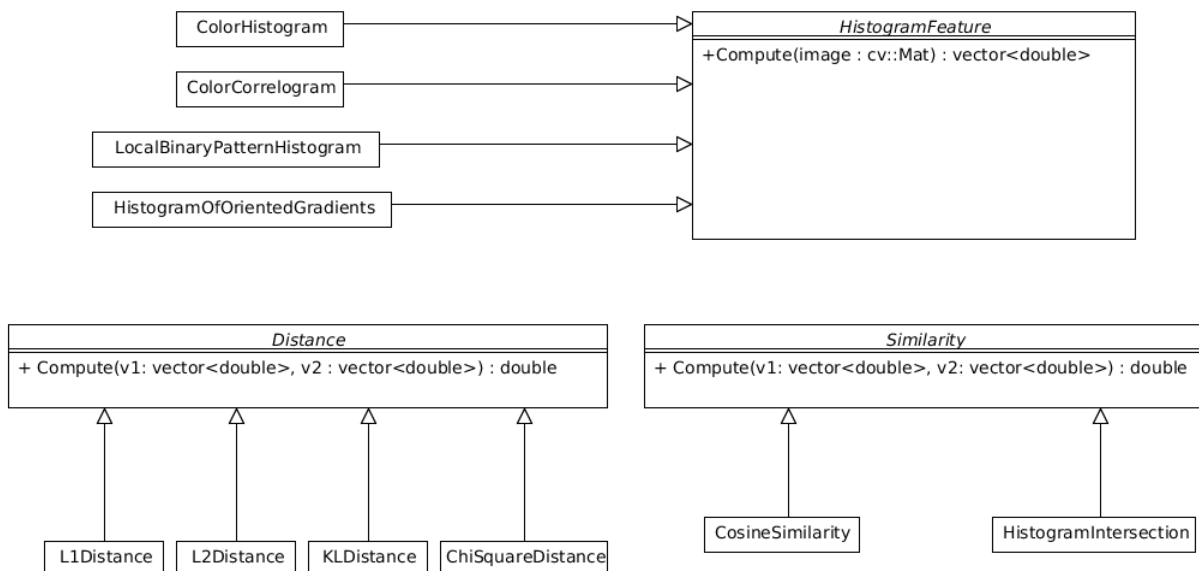 ColorHistogram
HistogramFeature
+Compute(image : cv::Mat) : vector<double>
ColorCorrelogram
LocalBinaryPatternHistogram
HistogramOfOrientedGradients
Distance
+ Compute(v1: vector<double>, v2 : vector<double>) : double
Similarity
+ Compute(v1: vector<double>, v2: vector<double>) : double
CosineSimilarity
HistogramIntersection
L1Distance
L2Distance
KLDistance
ChiSquareDistance